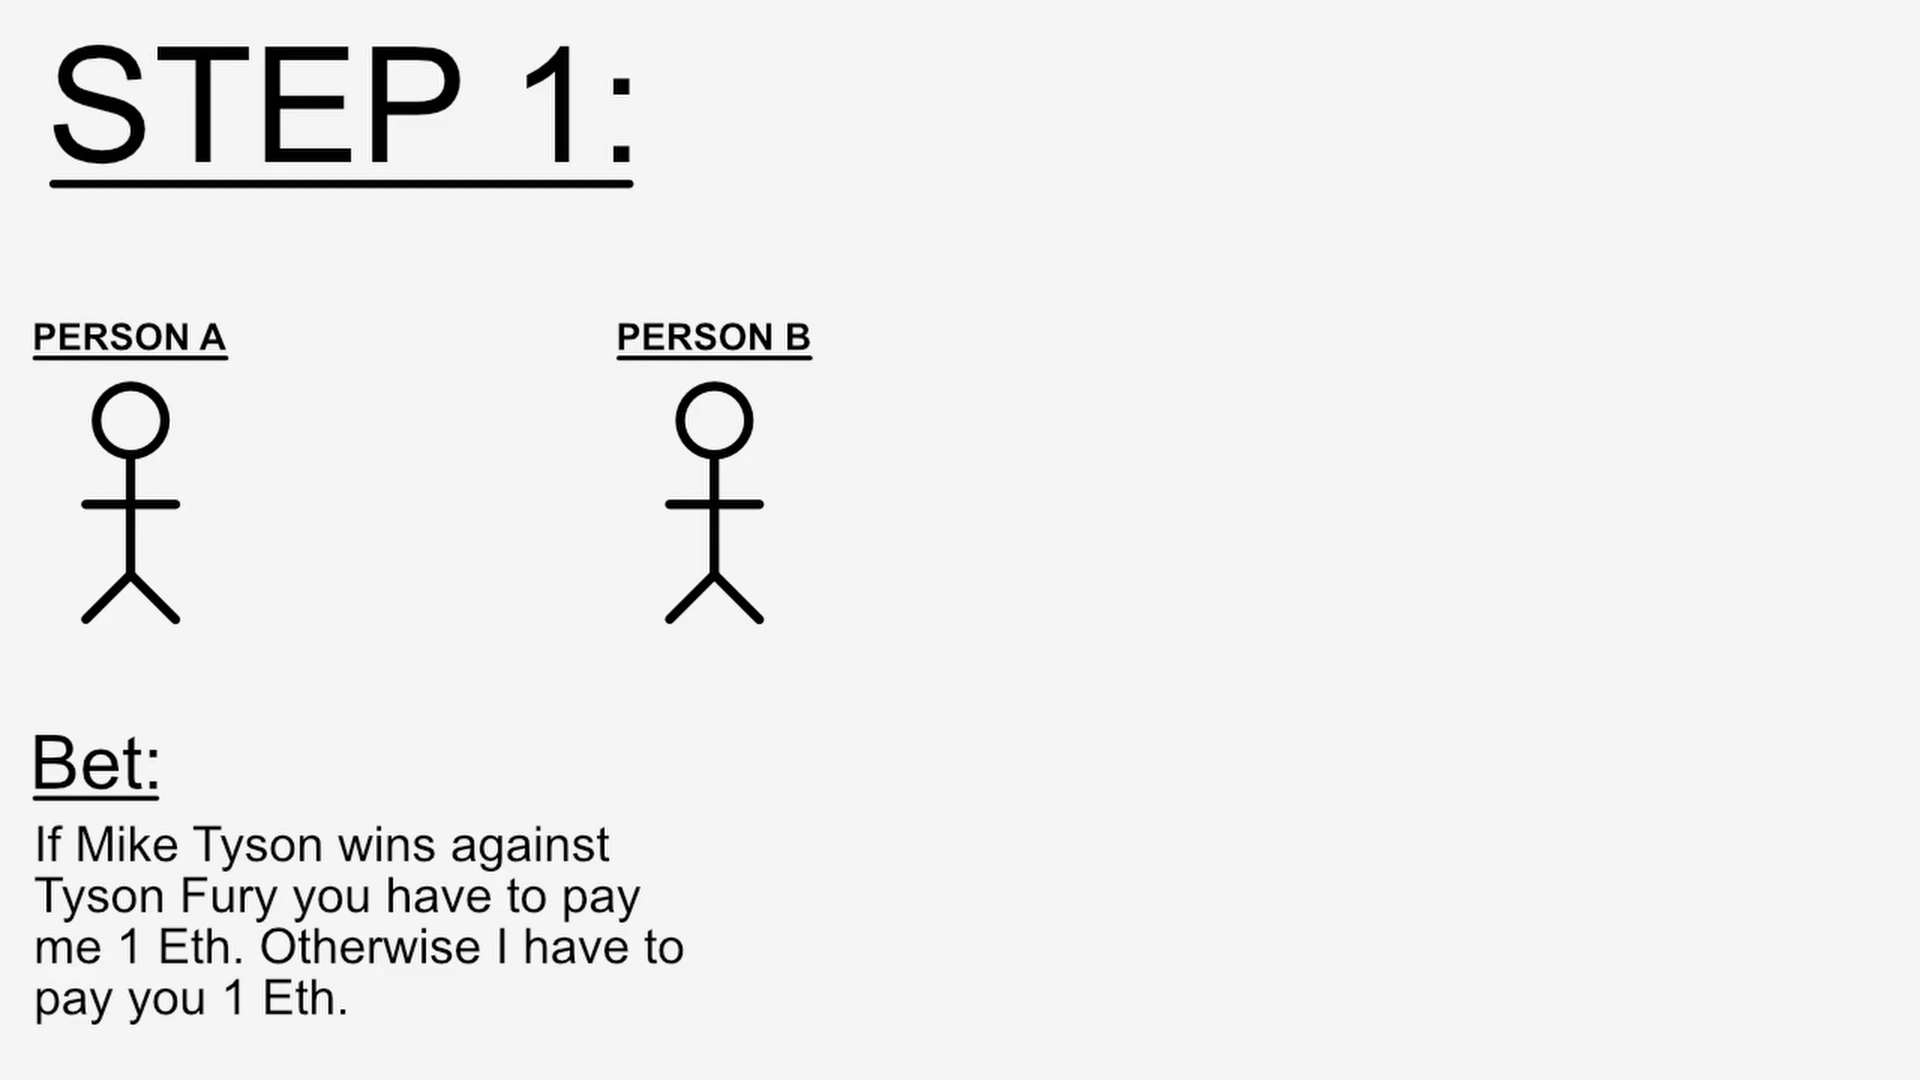 STEP 1:
PERSON A
PERSON B
Bet:
If Mike Tyson wins against
Tyson Fury you have to pay
me 1 Eth. Otherwise I have to
pay you 1 Eth.